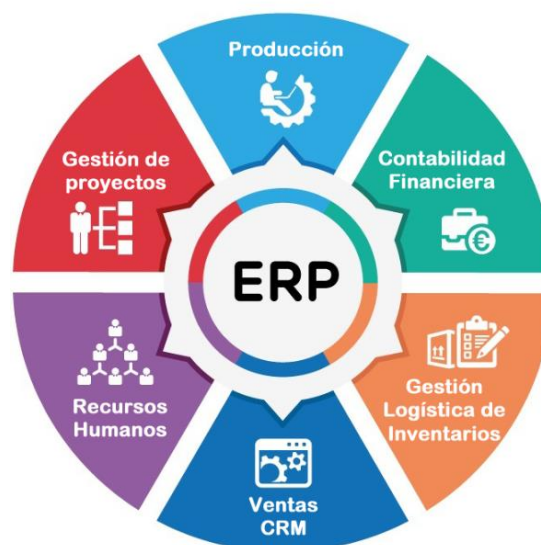 Producción
Contabilidad
Financiera
Gestión
Logística de
Inventarios
Ventas
CRM
Recursos
Humanos
Gestión de
proyectos
ERP
€